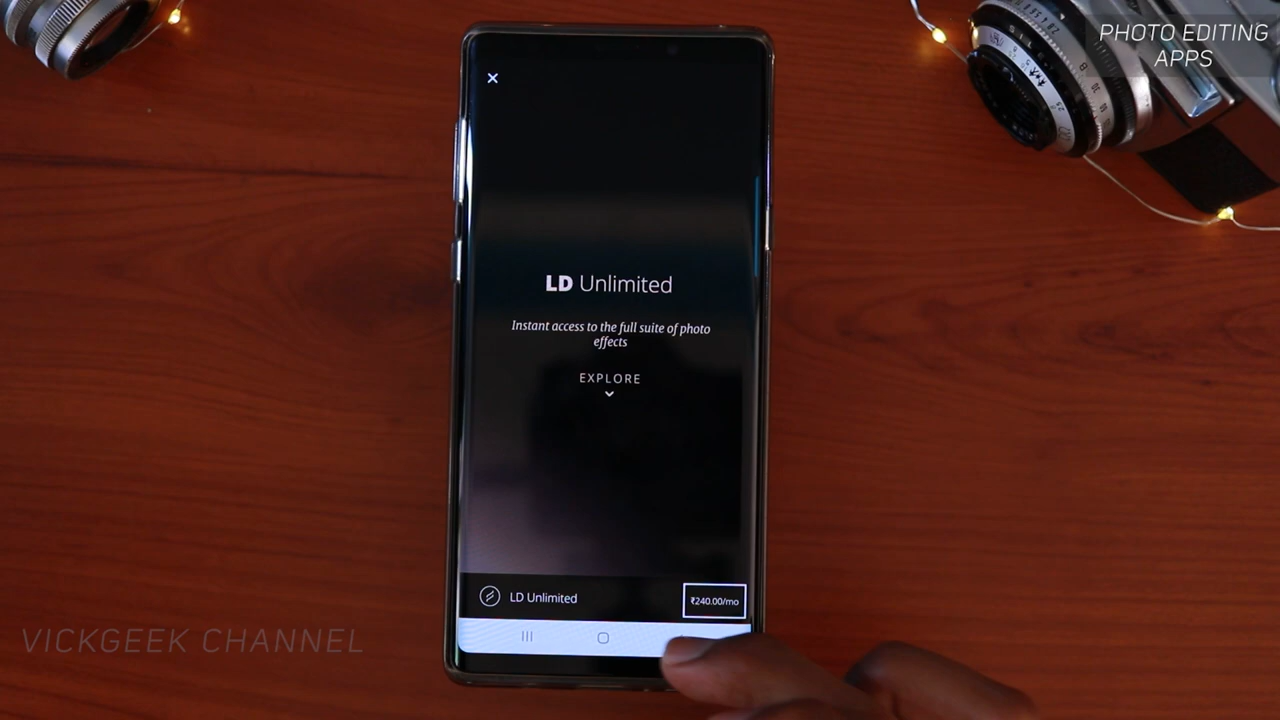 PHOTO EDITING
APPS
LD Unlimited
Instant access to the full suite of photo
effects
EXPLORE
LD Unlimited
₹240.00/mo
VICKGEEK CHANNEL